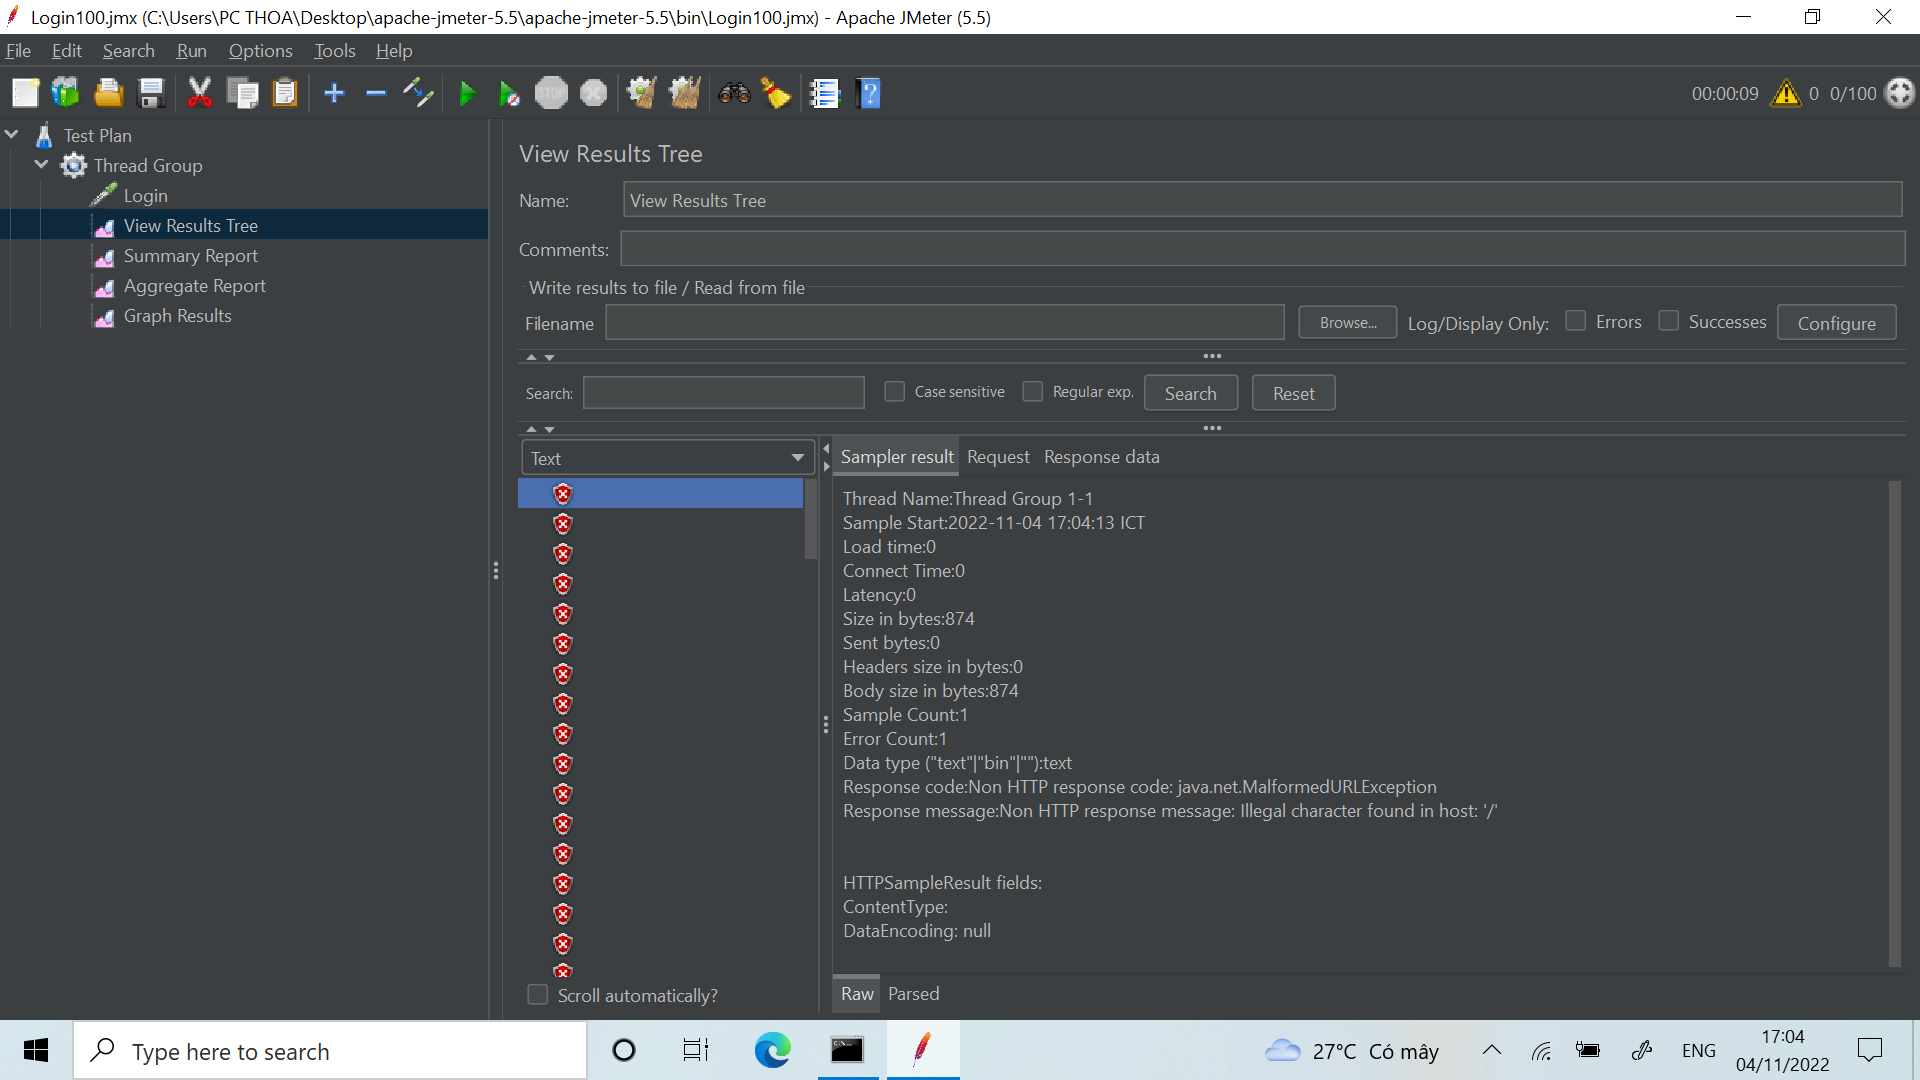 Login100.jmx (C:\Users\PC THOA\Desktop\apache-jmeter-5.5\apache-jmeter-5.5\bin\Login100.jmx) - Apache JMeter (5.5)
File Edit Search Run Options Tools Help
STOP
00:00:09 0 0/100
Test Plan
Thread Group
Login
View Results Tree
Summary Report
Aggregate Report
Graph Results
View Results Tree
Name: View Results Tree
Comments:
Write results to file / Read from file
Filename Browse... Log/Display Only: Errors Successes Configure
Search: Case sensitive Regular exp. Search Reset
Text
Sampler result Request Response data
Thread Name:Thread Group 1-1
Sample Start:2022-11-04 17:04:13 ICT
Load time:0
Connect Time:0
Latency:0
Size in bytes:874
Sent bytes:0
Headers size in bytes:0
Body size in bytes:874
Sample Count:1
Error Count:1
Data type ("text"|"bin"|""):text
Response code:Non HTTP response code: java.net.MalformedURLException
Response message:Non HTTP response message: Illegal character found in host: '/'
HTTPSampleResult fields:
ContentType:
DataEncoding: null
Scroll automatically?
Raw Parsed
Type here to search
27°C Có mây
ENG
17:04
04/11/2022